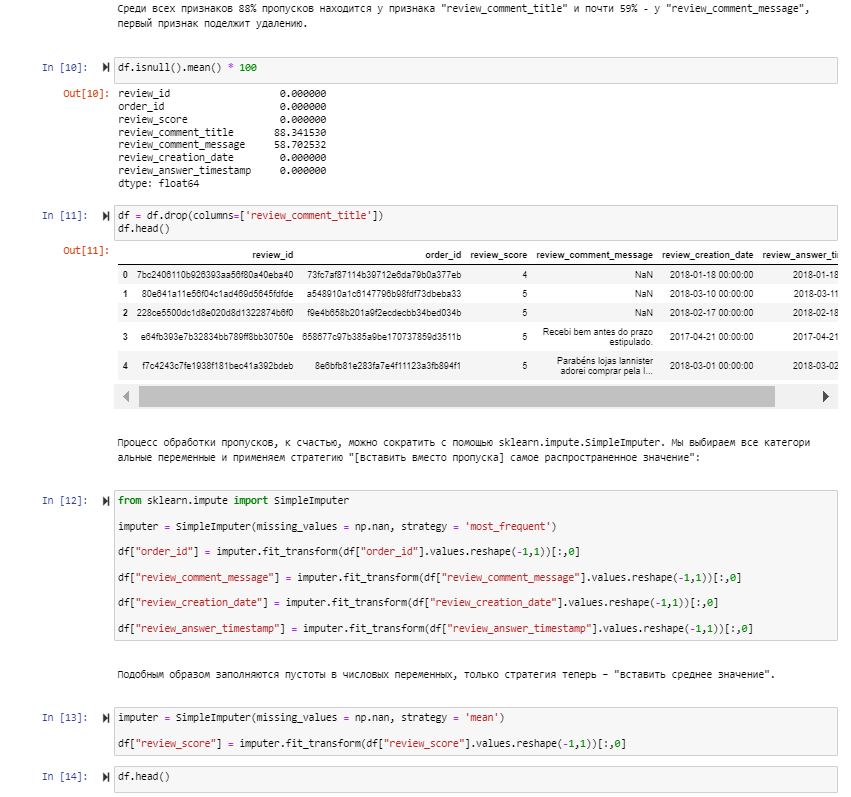 Среди всех признаков 88% пропусков находится у признака "review_comment_title" и почти 59% - у "review_comment_message",
первый признак поделжит удалению.
In [10]: df.isnull().mean() * 100
Out[10]: review_id 0.000000
order_id 0.000000
review_score 0.000000
review_comment_title 88.341530
review_comment_message 58.702532
review_creation_date 0.000000
review_answer_timestamp 0.000000
dtype: float64
In [11]: df = df.drop(columns=['review_comment_title'])
df.head()
Out[11]:
review_id order_id review_score review_comment_message review_creation_date review_answer_ti
0 7bc2406110b926393aa56f80a40eba40 73fc7af87114b39712e6da79b0a377eb 4 NaN 2018-01-18 00:00:00 2018-01-18
1 80e641a11e56f04c1ad469d5645fdfde a548910a1c6147796b98fdf73dbeba33 5 NaN 2018-03-10 00:00:00 2018-03-11
2 228ce5500dc1d8e020d8d1322874b6f0 f9e4b658b201a9f2ecdecbb34bed034b 5 NaN 2018-02-17 00:00:00 2018-02-18
3 e64fb393e7b32834bb789ff8bb30750e 658677c97b385a9be170737859d3511b 5 Recebi bem antes do prazo estipulado. 2017-04-21 00:00:00 2017-04-21
4 f7c4243c7fe1938f181bec41a392bdeb 8e6bfb81e283fa7e4f11123a3fb894f1 5 Parabéns lojas lannister adorei comprar pela I... 2018-03-01 00:00:00 2018-03-02
Процесс обработки пропусков, к счастью, можно сократить с помощью sklearn.impute.SimpleImputer. Мы выбираем все категори
альные переменные и применяем стратегию "[вставить вместо пропуска] самое распространенное значение":
In [12]: from sklearn.impute import SimpleImputer
imputer = SimpleImputer(missing_values = np.nan, strategy = 'most_frequent')
df["order_id"] = imputer.fit_transform(df["order_id"].values.reshape(-1,1))[:,0]
df["review_comment_message"] = imputer.fit_transform(df["review_comment_message"].values.reshape(-1,1))[:,0]
df["review_creation_date"] = imputer.fit_transform(df["review_creation_date"].values.reshape(-1,1))[:,0]
df["review_answer_timestamp"] = imputer.fit_transform(df["review_answer_timestamp"].values.reshape(-1,1))[:,0]
Подобным образом заполняются пустоты в числовых переменных, только стратегия теперь – "вставить среднее значение".
In [13]: imputer = SimpleImputer(missing_values = np.nan, strategy = 'mean')
df["review_score"] = imputer.fit_transform(df["review_score"].values.reshape(-1,1))[:,0]
In [14]: df.head()